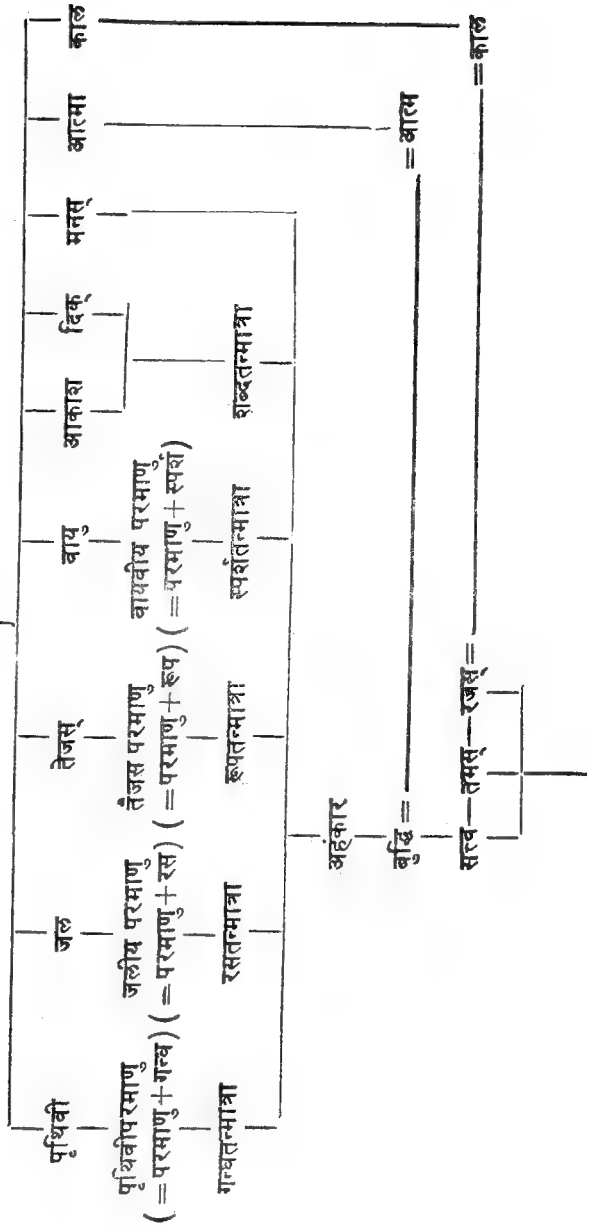 पृथिवी जल तेजस् वायु आकाश दिक् मनस् आत्मा काल
पृथिवीपरमाणु जलीय परमाणु तैजस परमाणु वायवीय परमाणु
(=परमाणु+गन्ध) (=परमाणु+रस) (=परमाणु+रूप) (=परमाणु+स्पर्श)
गन्धतन्मात्रा रसतन्मात्रा रूपतन्मात्रा स्पर्शतन्मात्रा शब्दतन्मात्रा
अहंकार
बुद्धि= =आत्म
सत्त्व—तमस्—रजस्= =काल